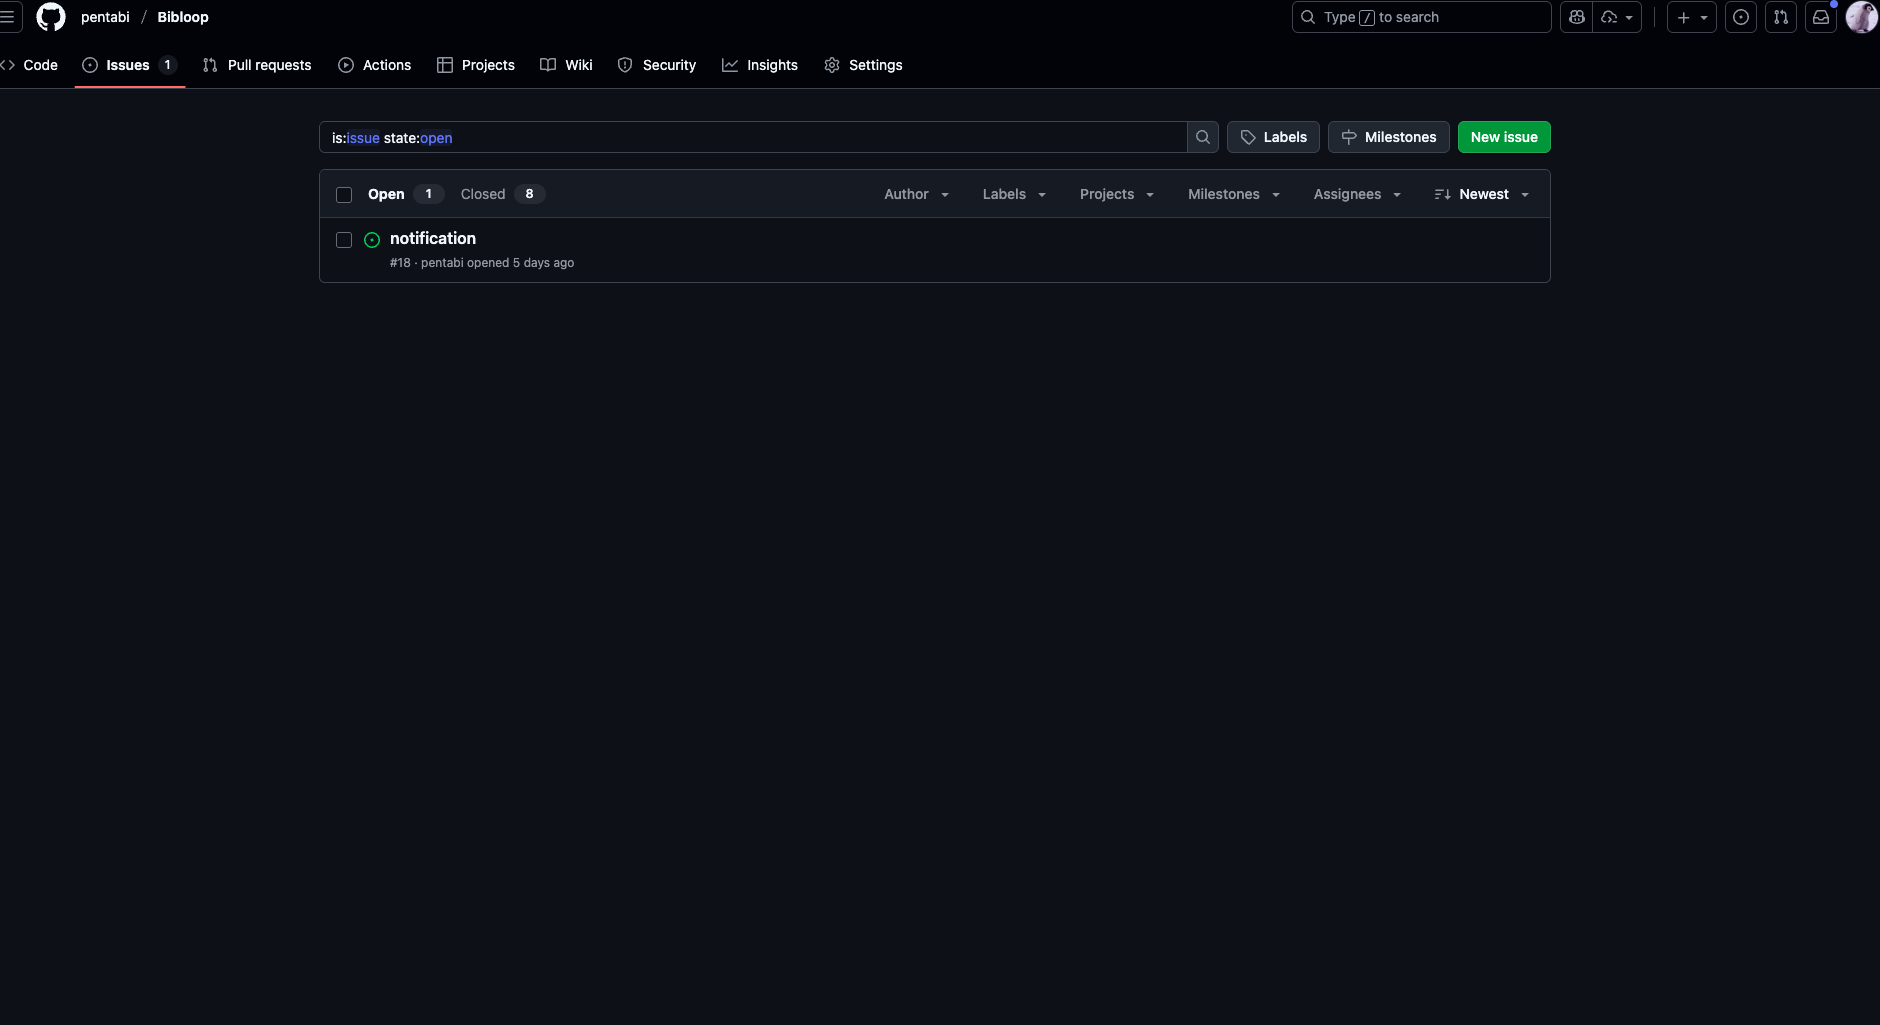 pentabi / Bibloop
Type / to search
Code
Issues 1
Pull requests
Actions
Projects
Wiki
Security
Insights
Settings
is:issue state:open
Labels
Milestones
New issue
Open 1
Closed 8
Author
Labels
Projects
Milestones
Assignees
Newest
notification
#18 · pentabi opened 5 days ago